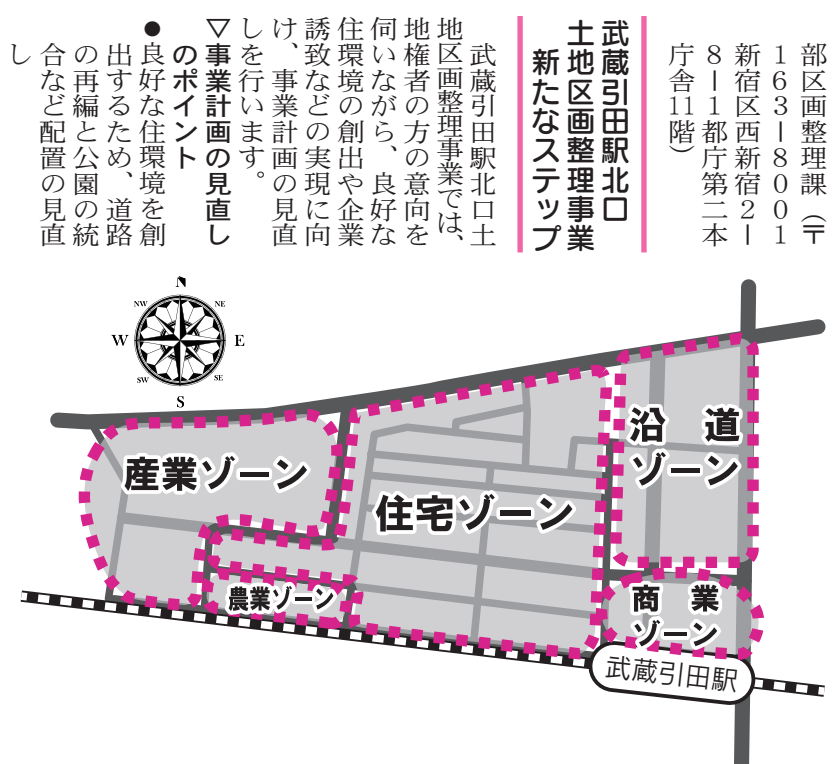 部区画整理課（〒
１６３ー８００１
新宿区西新宿２ー
８ー１都庁第二本
庁舎11階）
武蔵引田駅北口
土地区画整理事業
新たなステップ
武蔵引田駅北口土
地区画整理事業では、
地権者の方の意向を
伺いながら、良好な
住環境の創出や企業
誘致などの実現に向
け、事業計画の見直
しを行います。
▽事業計画の見直し
のポイント
●良好な住環境を創
出するため、道路
の再編と公園の統
合など配置の見直
し
N
NW
NE
W
E
SW
SE
S
沿道
ゾーン
産業ゾーン
住宅ゾーン
農業ゾーン
商業
ゾーン
武蔵引田駅